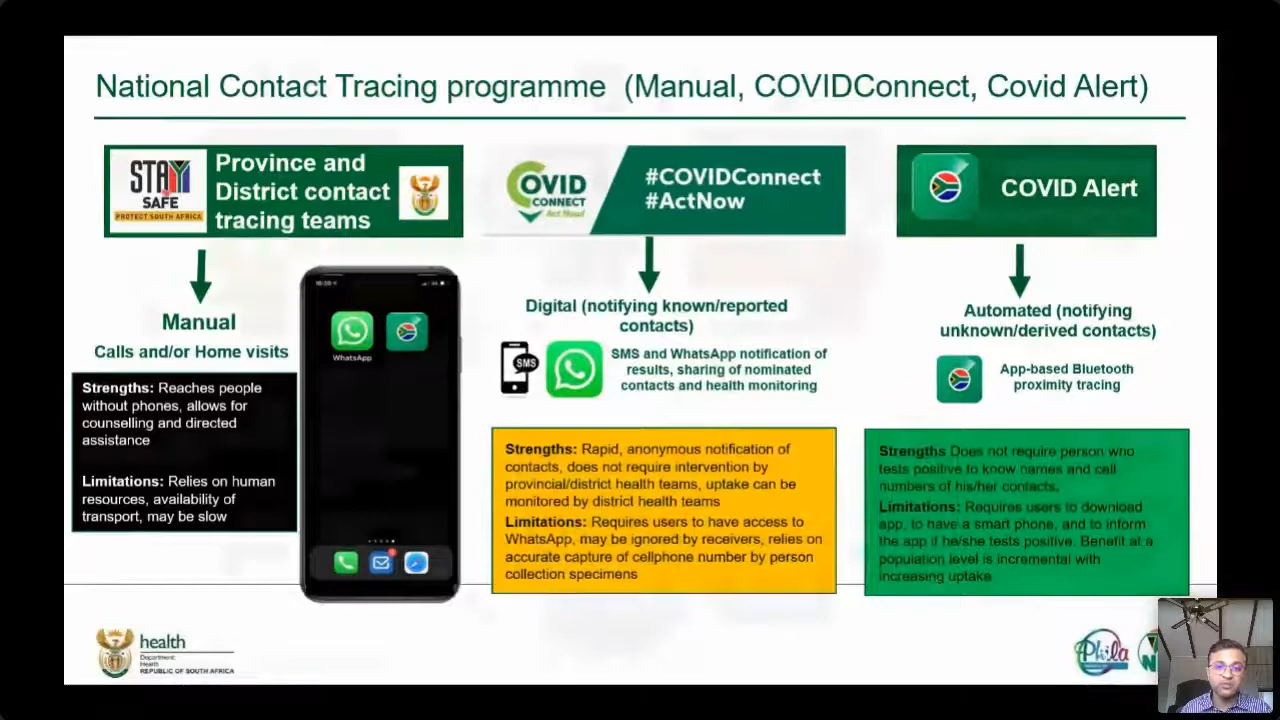 National Contact Tracing programme (Manual, COVIDConnect, Covid Alert)
STAY
SAFE
PROTECT SOUTH AFRICA
Province and
District contact
tracing teams
Manual
Calls and/or Home visits
Strengths: Reaches people
without phones, allows for
counselling and directed
assistance
Limitations: Relies on human
resources, availability of
transport, may be slow
WhatsApp
COVID
CONNECT
Act Now!
#COVIDConnect
#ActNow
Digital (notifying known/reported
contacts)
SMS
SMS and WhatsApp notification of
results, sharing of nominated
contacts and health monitoring
Strengths: Rapid, anonymous notification of
contacts, does not require intervention by
provincial/district health teams, uptake can be
monitored by district health teams
Limitations: Requires users to have access to
WhatsApp, may be ignored by receivers, relies on
accurate capture of cellphone number by person
collection specimens
COVID Alert
Automated (notifying
unknown/derived contacts)
App-based Bluetooth
proximity tracing
Strengths Does not require person who
tests positive to know names and cell
numbers of his/her contacts.
Limitations: Requires users to download
app, to have a smart phone, and to inform
the app if he/she tests positive. Benefit at a
population level is incremental with
increasing uptake
health
Department:
Health
REPUBLIC OF SOUTH AFRICA
Phila
N